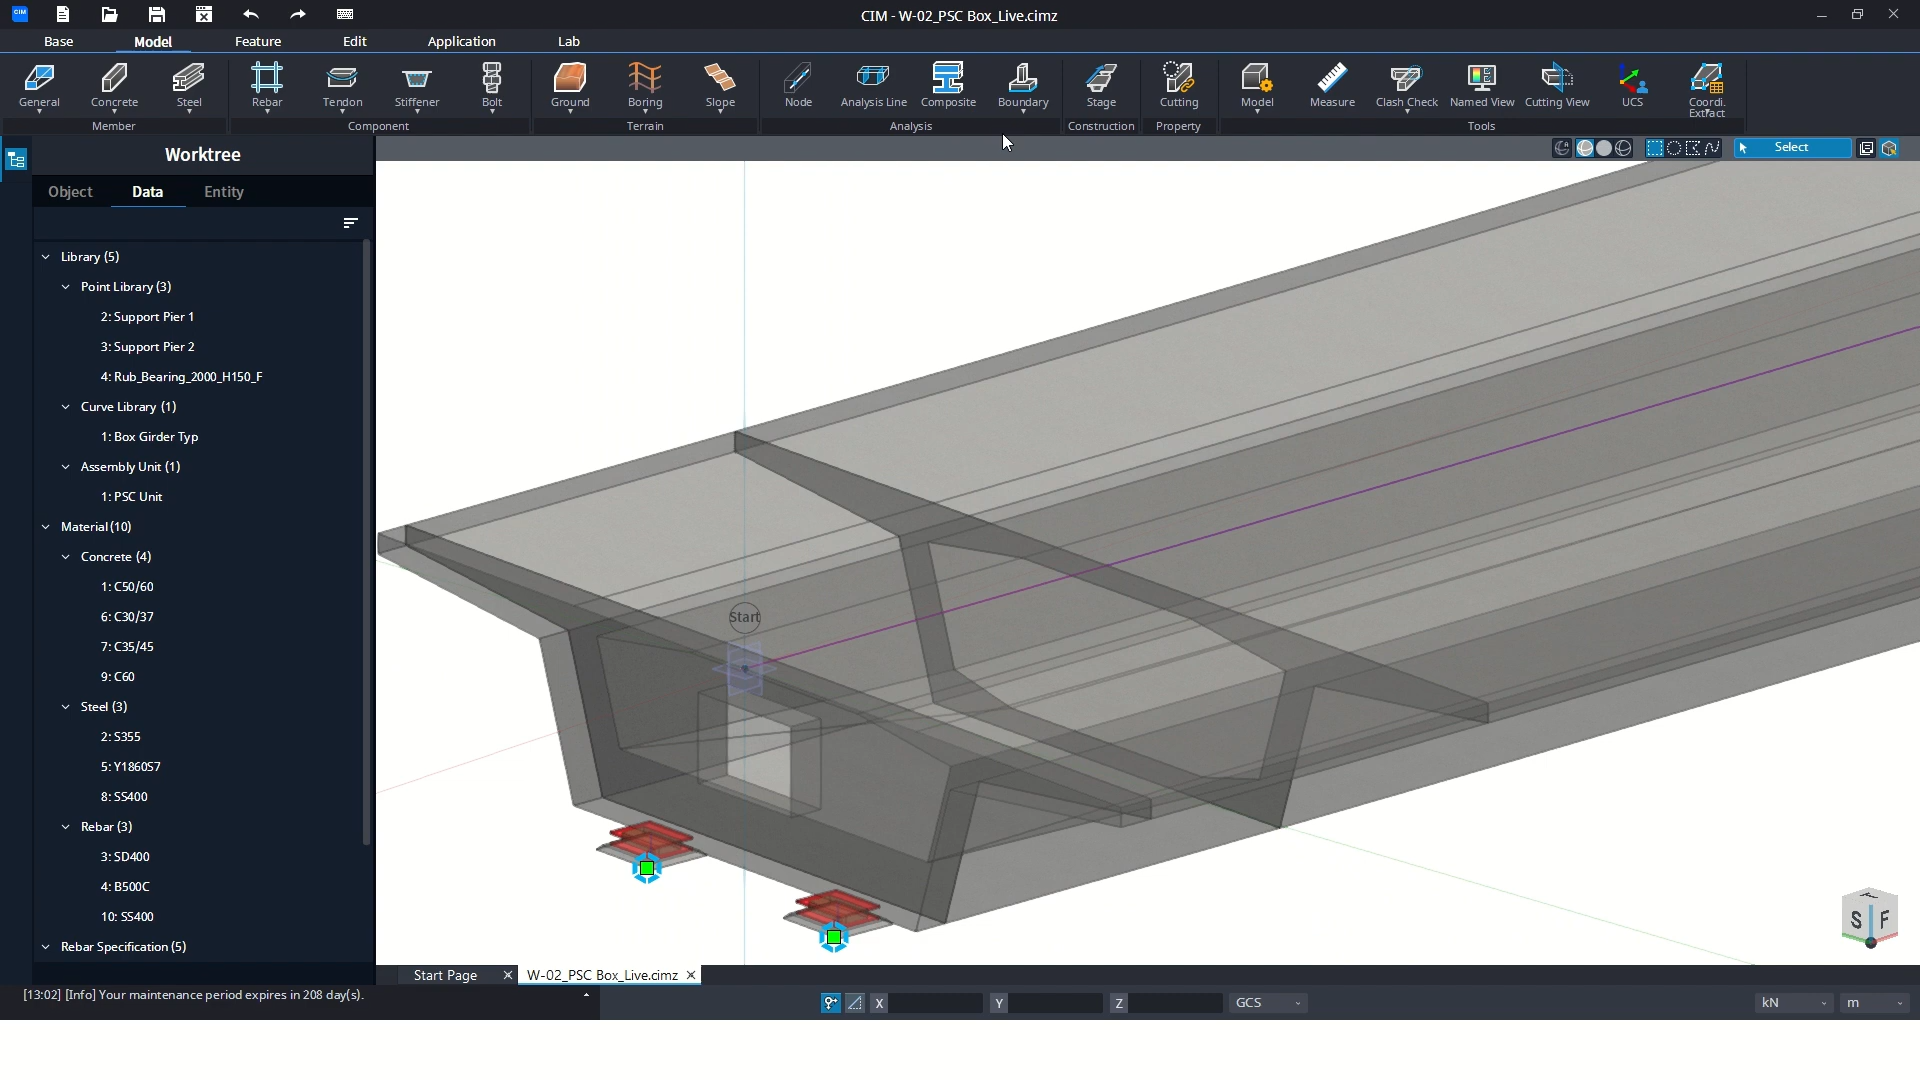 CIM
CIM - W-02_PSC Box_Live.cimz
Base Model Feature Edit Application Lab
General Concrete Steel Rebar Tendon Stiffener Bolt Ground Boring Slope Node Analysis Line Composite Boundary Stage Cutting Model Measure Clash Check Named View Cutting View UCS Coordi. Extract
Member Component Terrain Analysis Construction Property Tools
Worktree
Select
Object Data Entity
Library (5)
Point Library (3)
2: Support Pier 1
3: Support Pier 2
4: Rub_Bearing_2000_H150_F
Curve Library (1)
1: Box Girder Typ
Assembly Unit (1)
1: PSC Unit
Material (10)
Concrete (4)
1: C50/60
6: C30/37
7: C35/45
9: C60
Steel (3)
2: S355
5: Y1860S7
8: SS400
Rebar (3)
3: SD400
4: B500C
10: SS400
Rebar Specification (5)
Start
S F
Start Page W-02_PSC Box_Live.cimz
[13:02] [Info] Your maintenance period expires in 208 day(s).
X Y Z GCS kN m